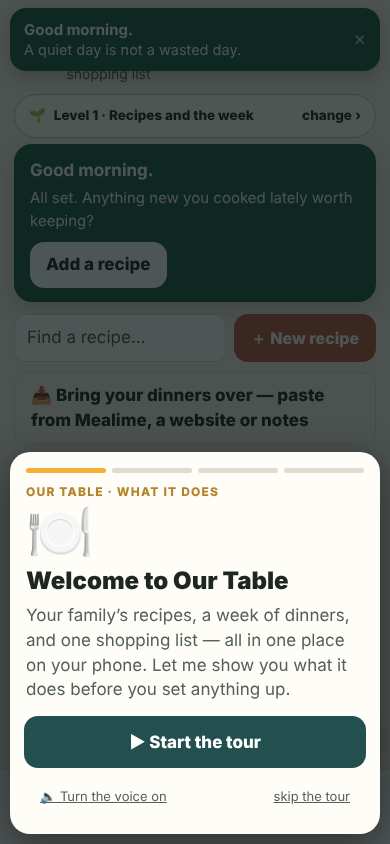 Good morning.
A quiet day is not a wasted day.
×
shopping list
🌱 Level 1 · Recipes and the week
change ›
Good morning.
All set. Anything new you cooked lately worth
keeping?
Add a recipe
Find a recipe...
+ New recipe
📥 Bring your dinners over — paste
from Mealime, a website or notes
OUR TABLE · WHAT IT DOES
🍽️
Welcome to Our Table
Your family’s recipes, a week of dinners,
and one shopping list — all in one place
on your phone. Let me show you what it
does before you set anything up.
▶ Start the tour
🔈 Turn the voice on
skip the tour